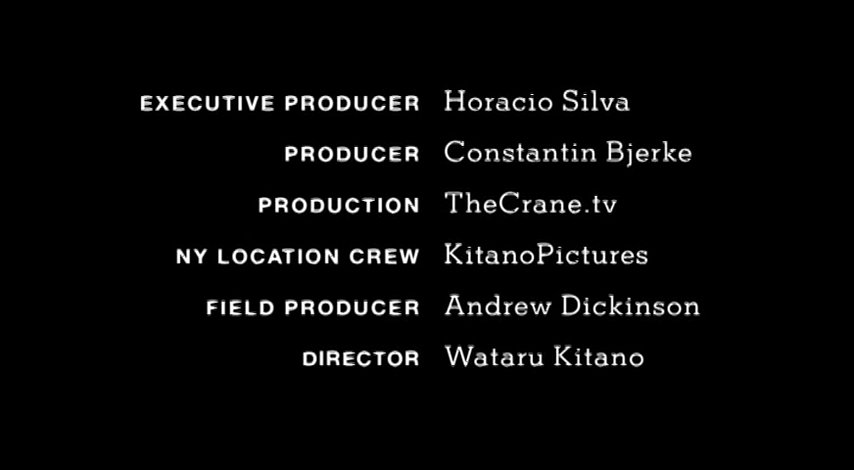 EXECUTIVE PRODUCER Horacio Silva
PRODUCER Constantin Bjerke
PRODUCTION TheCrane.tv
NY LOCATION CREW KitanoPictures
FIELD PRODUCER Andrew Dickinson
DIRECTOR Wataru Kitano